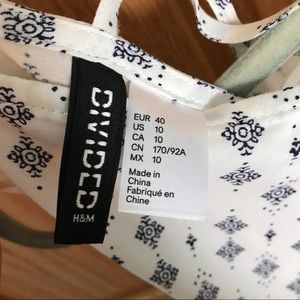 DIVIDED
H&M
EUR 40
US 10
CA 10
CN 170/92A
MX 10
Made in
China
Fabriqué en
Chine